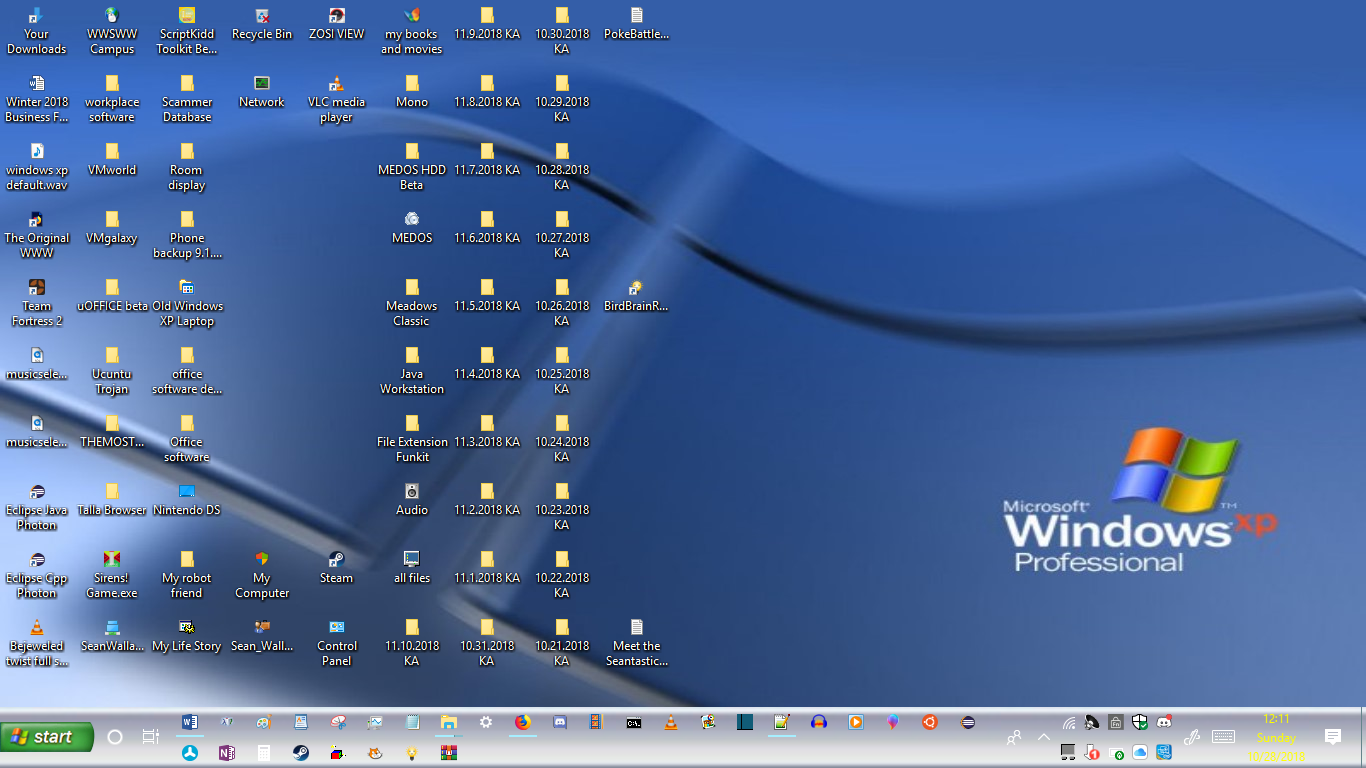 Your
Downloads
WWSWW
Campus
ScriptKidd
Toolkit Be...
Recycle Bin
ZOSI VIEW
my books
and movies
11.9.2018 KA
10.30.2018
KA
PokeBattle...
Winter 2018
Business F...
workplace
software
Scammer
Database
Network
VLC media
player
Mono
11.8.2018 KA
10.29.2018
KA
windows xp
default.wav
VMworld
Room
display
MEDOS HDD
Beta
11.7.2018 KA
10.28.2018
KA
The Original
WWW
VMgalaxy
Phone
backup 9.1....
MEDOS
11.6.2018 KA
10.27.2018
KA
Team
Fortress 2
uOFFICE beta
Old Windows
XP Laptop
Meadows
Classic
11.5.2018 KA
10.26.2018
KA
BirdBrainR...
musicsele...
Ucuntu
Trojan
office
software de...
Java
Workstation
11.4.2018 KA
10.25.2018
KA
musicsele...
THEMOST...
Office
software
File Extension
Funkit
11.3.2018 KA
10.24.2018
KA
Eclipse Java
Photon
Talla Browser
Nintendo DS
Audio
11.2.2018 KA
10.23.2018
KA
Eclipse Cpp
Photon
Sirens!
Game.exe
My robot
friend
My
Computer
Steam
all files
11.1.2018 KA
10.22.2018
KA
Bejeweled
twist full s...
SeanWalla...
My Life Story
Sean_Wall...
Control
Panel
11.10.2018
KA
10.31.2018
KA
10.21.2018
KA
Meet the
Seantastic...
Microsoft
Windows xp
Professional
TM
start
12:11
Sunday
10/28/2018